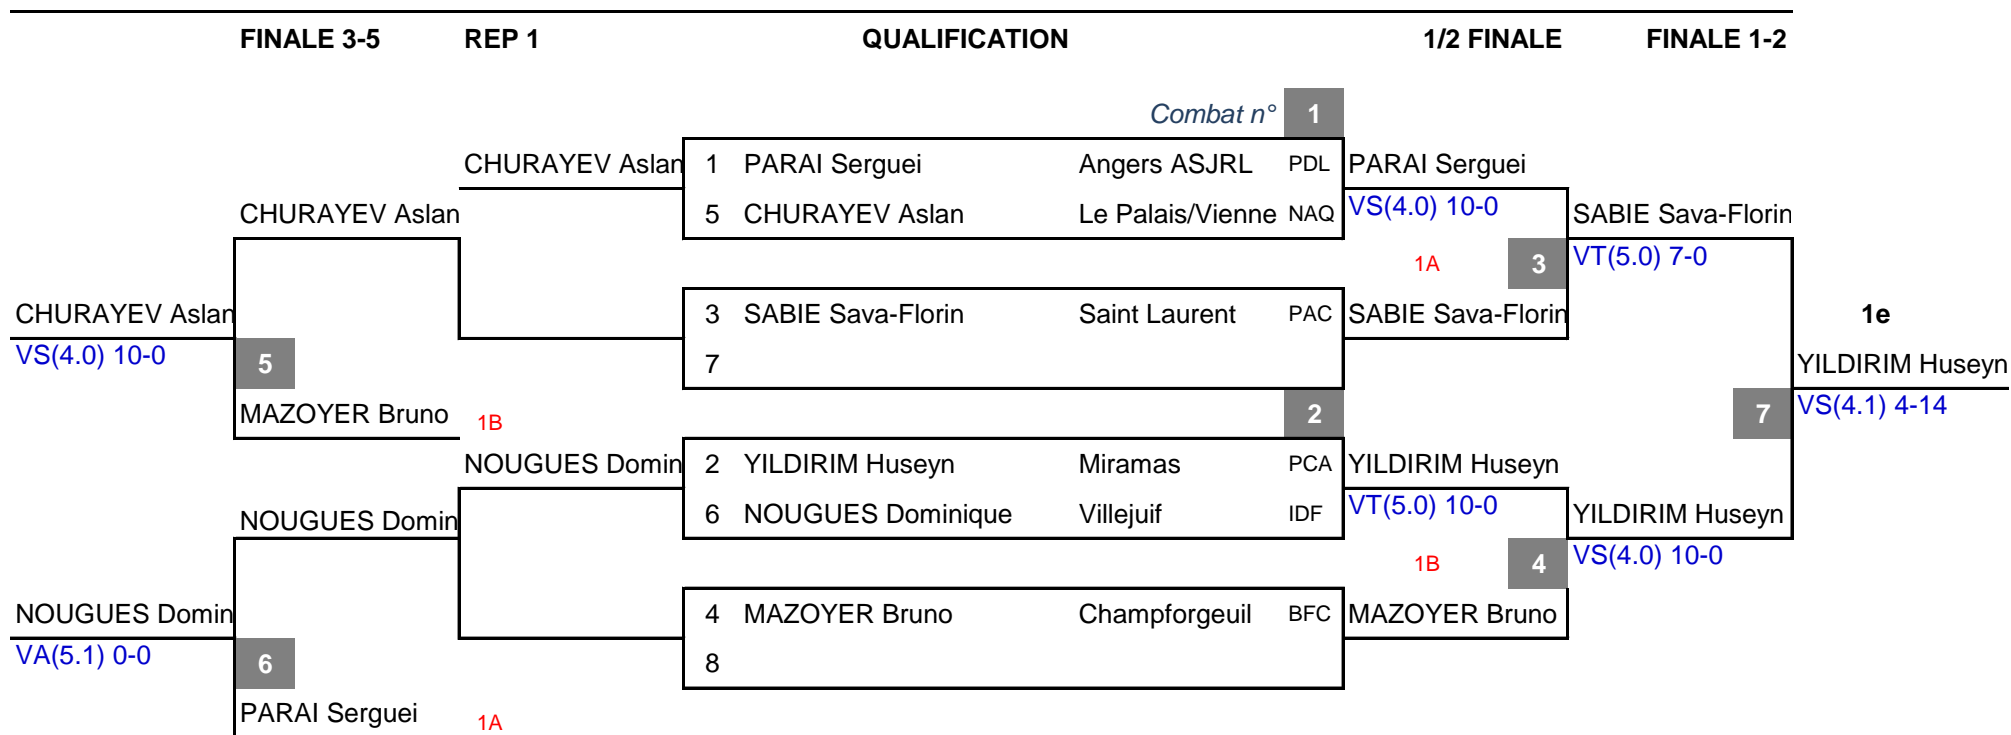 FINALE 3-5 REP 1 QUALIFICATION 1/2 FINALE FINALE 1-2
Combat n° 1
CHURAYEV Aslan 1 PARAI Serguei Angers ASJRL PDL PARAI Serguei
CHURAYEV Aslan 5 CHURAYEV Aslan Le Palais/Vienne NAQ VS(4.0) 10-0 SABIE Sava-Florin
1A 3 VT(5.0) 7-0
CHURAYEV Aslan 3 SABIE Sava-Florin Saint Laurent PAC SABIE Sava-Florin 1e
VS(4.0) 10-0 5 7 YILDIRIM Huseyn
MAZOYER Bruno 1B 2 7 VS(4.1) 4-14
NOUGUES Domin 2 YILDIRIM Huseyn Miramas PCA YILDIRIM Huseyn
NOUGUES Domin 6 NOUGUES Dominique Villejuif IDF VT(5.0) 10-0 YILDIRIM Huseyn
1B 4 VS(4.0) 10-0
NOUGUES Domin 4 MAZOYER Bruno Champforgeuil BFC MAZOYER Bruno
VA(5.1) 0-0 6 8
PARAI Serguei 1A